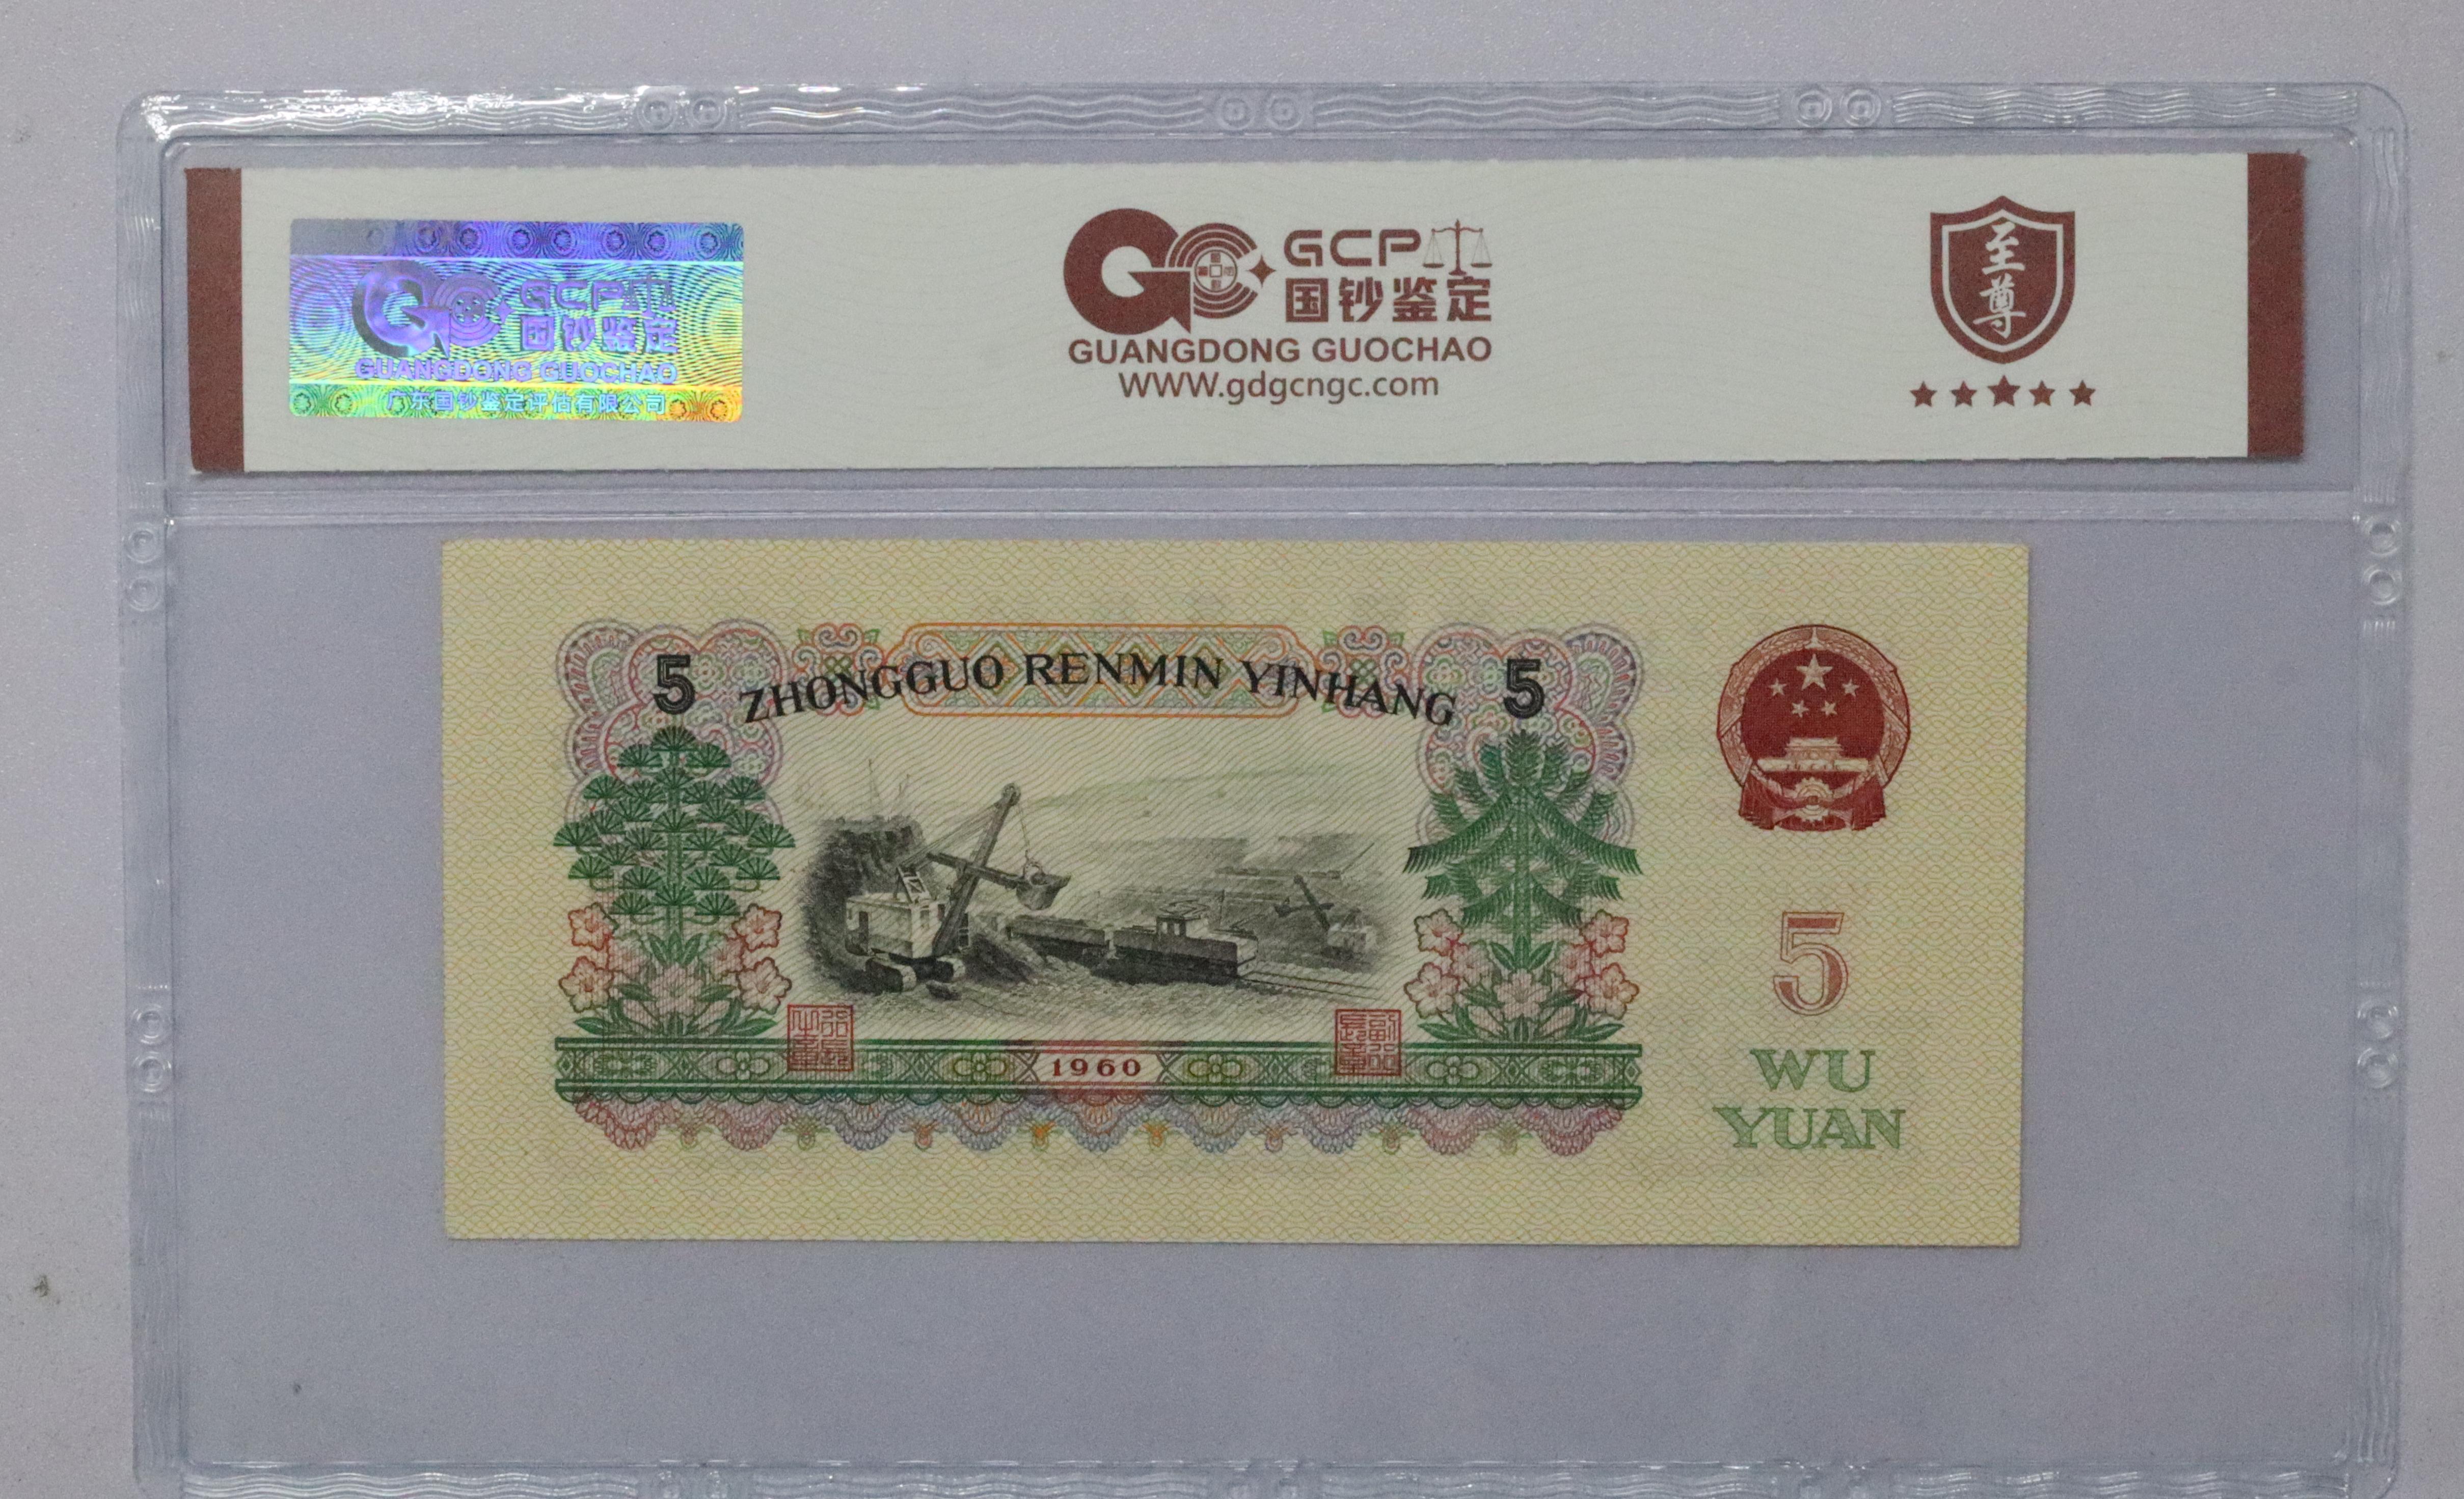 GCP
国钞鉴定
GUANGDONG GUOCHAO
广东国钞鉴定评估有限公司
GCP
国钞鉴定
GUANGDONG GUOCHAO
WWW.gdgcngc.com
至尊
5 ZHONGGUO RENMIN YINHANG 5
5
WU
YUAN
1960